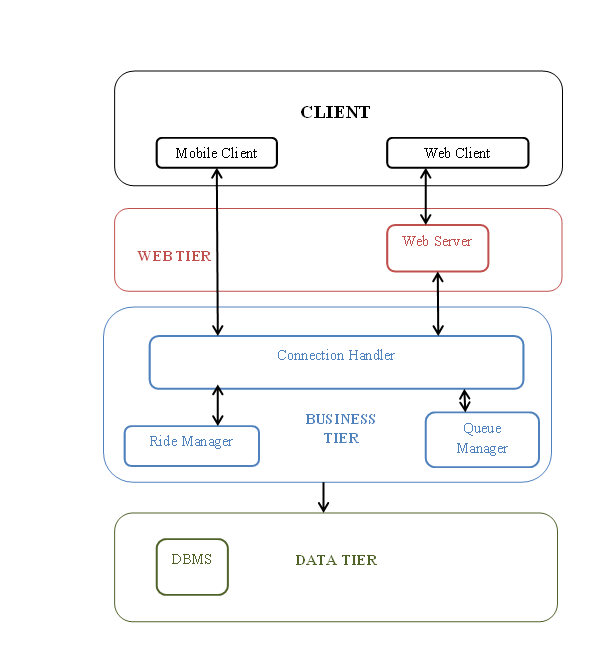 CLIENT
Mobile Client
Web Client
WEB TIER
Web Server
Connection Handler
BUSINESS
TIER
Ride Manager
Queue
Manager
DBMS
DATA TIER